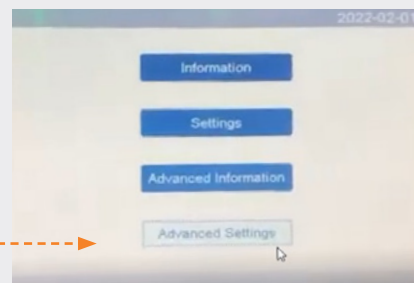 2022-02-01
Information
Settings
Advanced Information
Advanced Settings